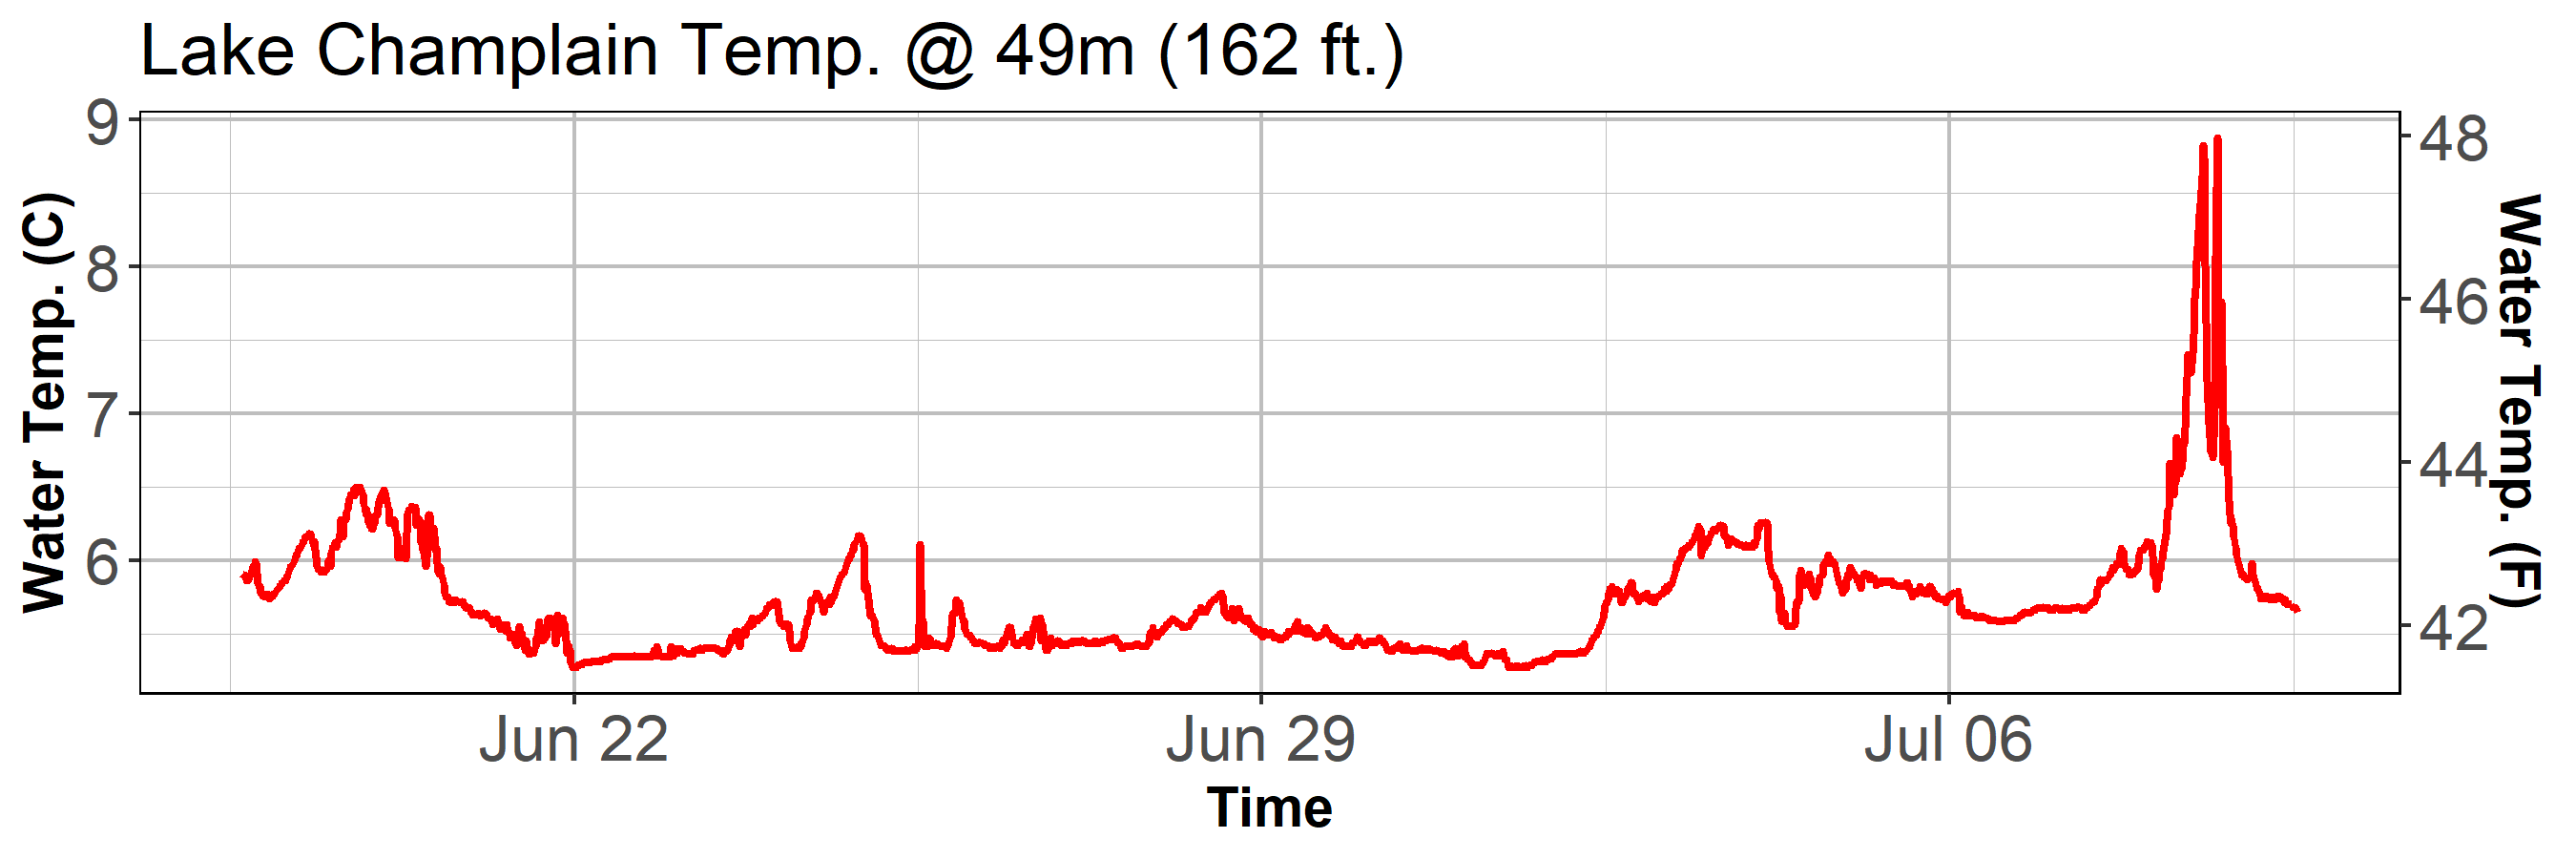 Lake Champlain Temp. @ 49m (162 ft.)
Water Temp. (C)
9
8
7
6
48
46
44
42
Water Temp. (F)
Jun 22
Jun 29
Jul 06
Time